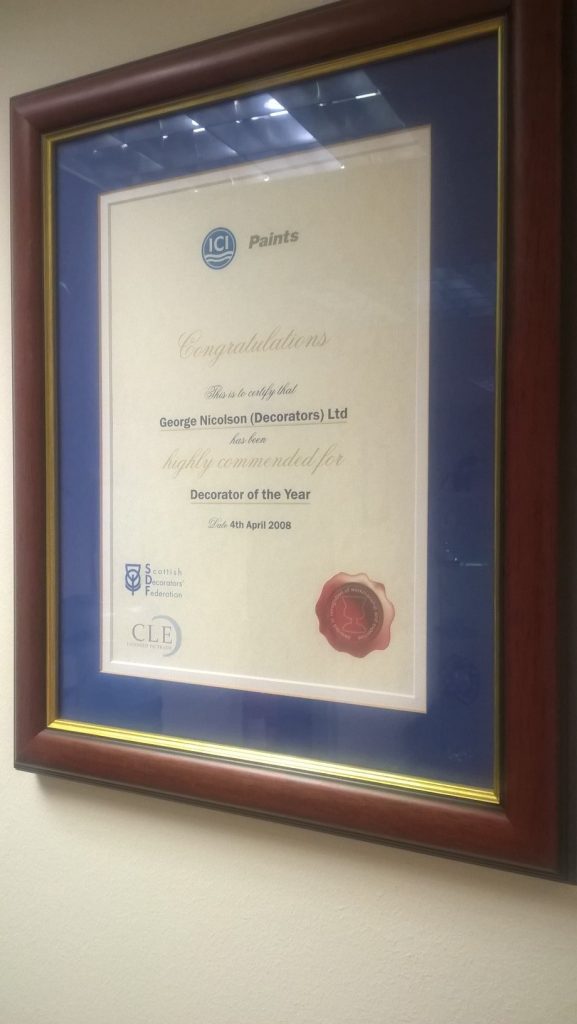 ICI Paints
Congratulations
This is to certify that
George Nicolson (Decorators) Ltd
has been
highly commended for
Decorator of the Year
Date 4th April 2008
Scottish
Decorators'
Federation
SDF
CLE